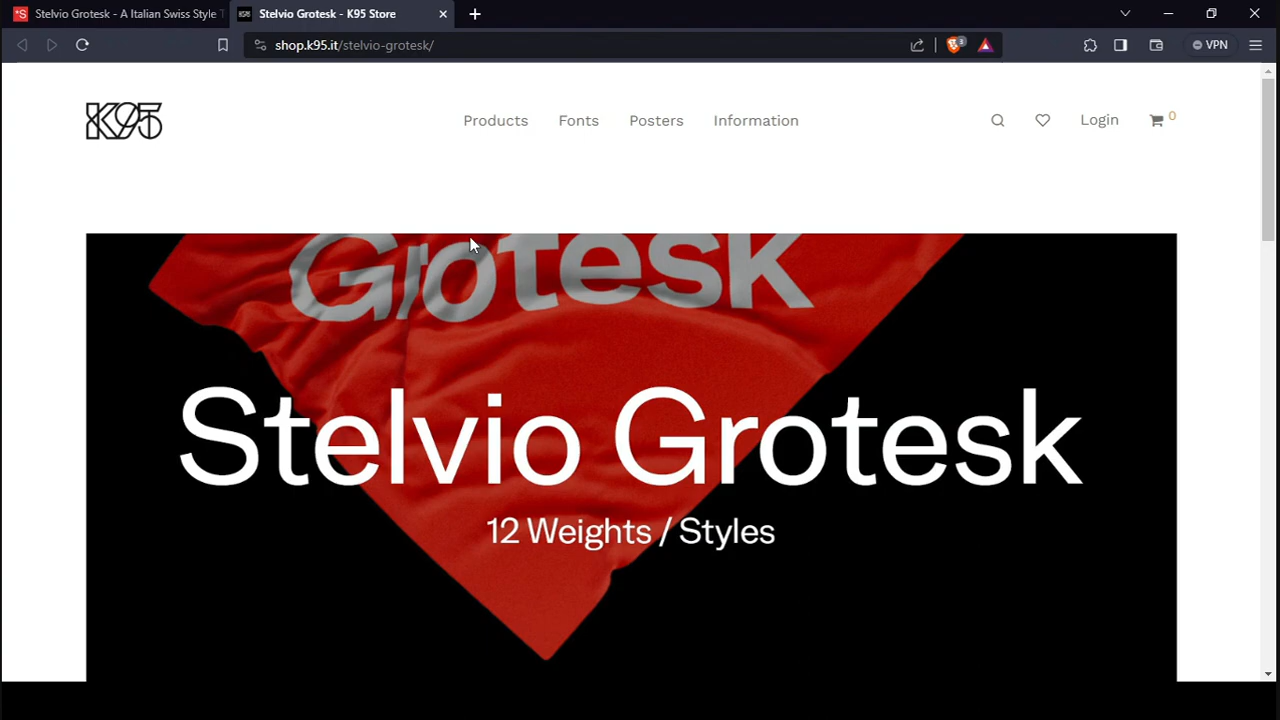 Stelvio Grotesk - A Italian Swiss Style T
Stelvio Grotesk - K95 Store
shop.k95.it/stelvio-grotesk/
3
VPN
K95
Products
Fonts
Posters
Information
Login
0
Grotesk
Stelvio Grotesk
12 Weights / Styles